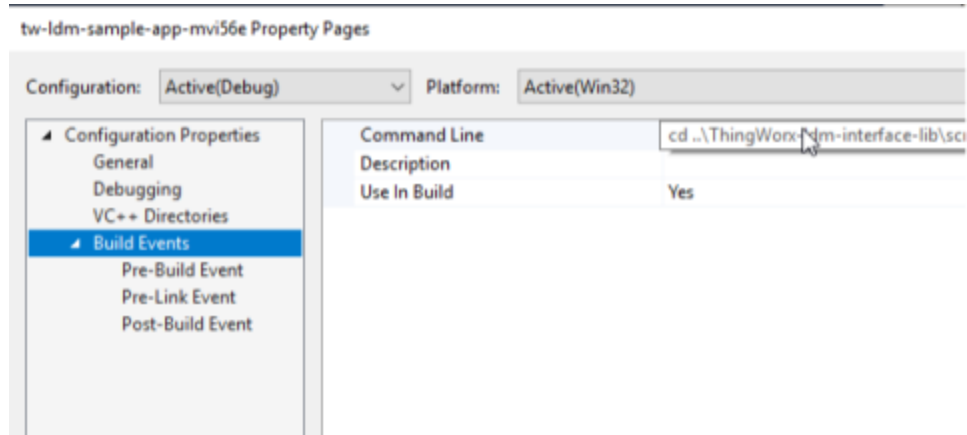 tw-ldm-sample-app-mvi56e Property Pages
Configuration: Active(Debug) Platform: Active(Win32)
Configuration Properties
General
Debugging
VC++ Directories
Build Events
Pre-Build Event
Pre-Link Event
Post-Build Event
Command Line cd ..\ThingWorx-ldm-interface-lib\scr
Description
Use In Build Yes